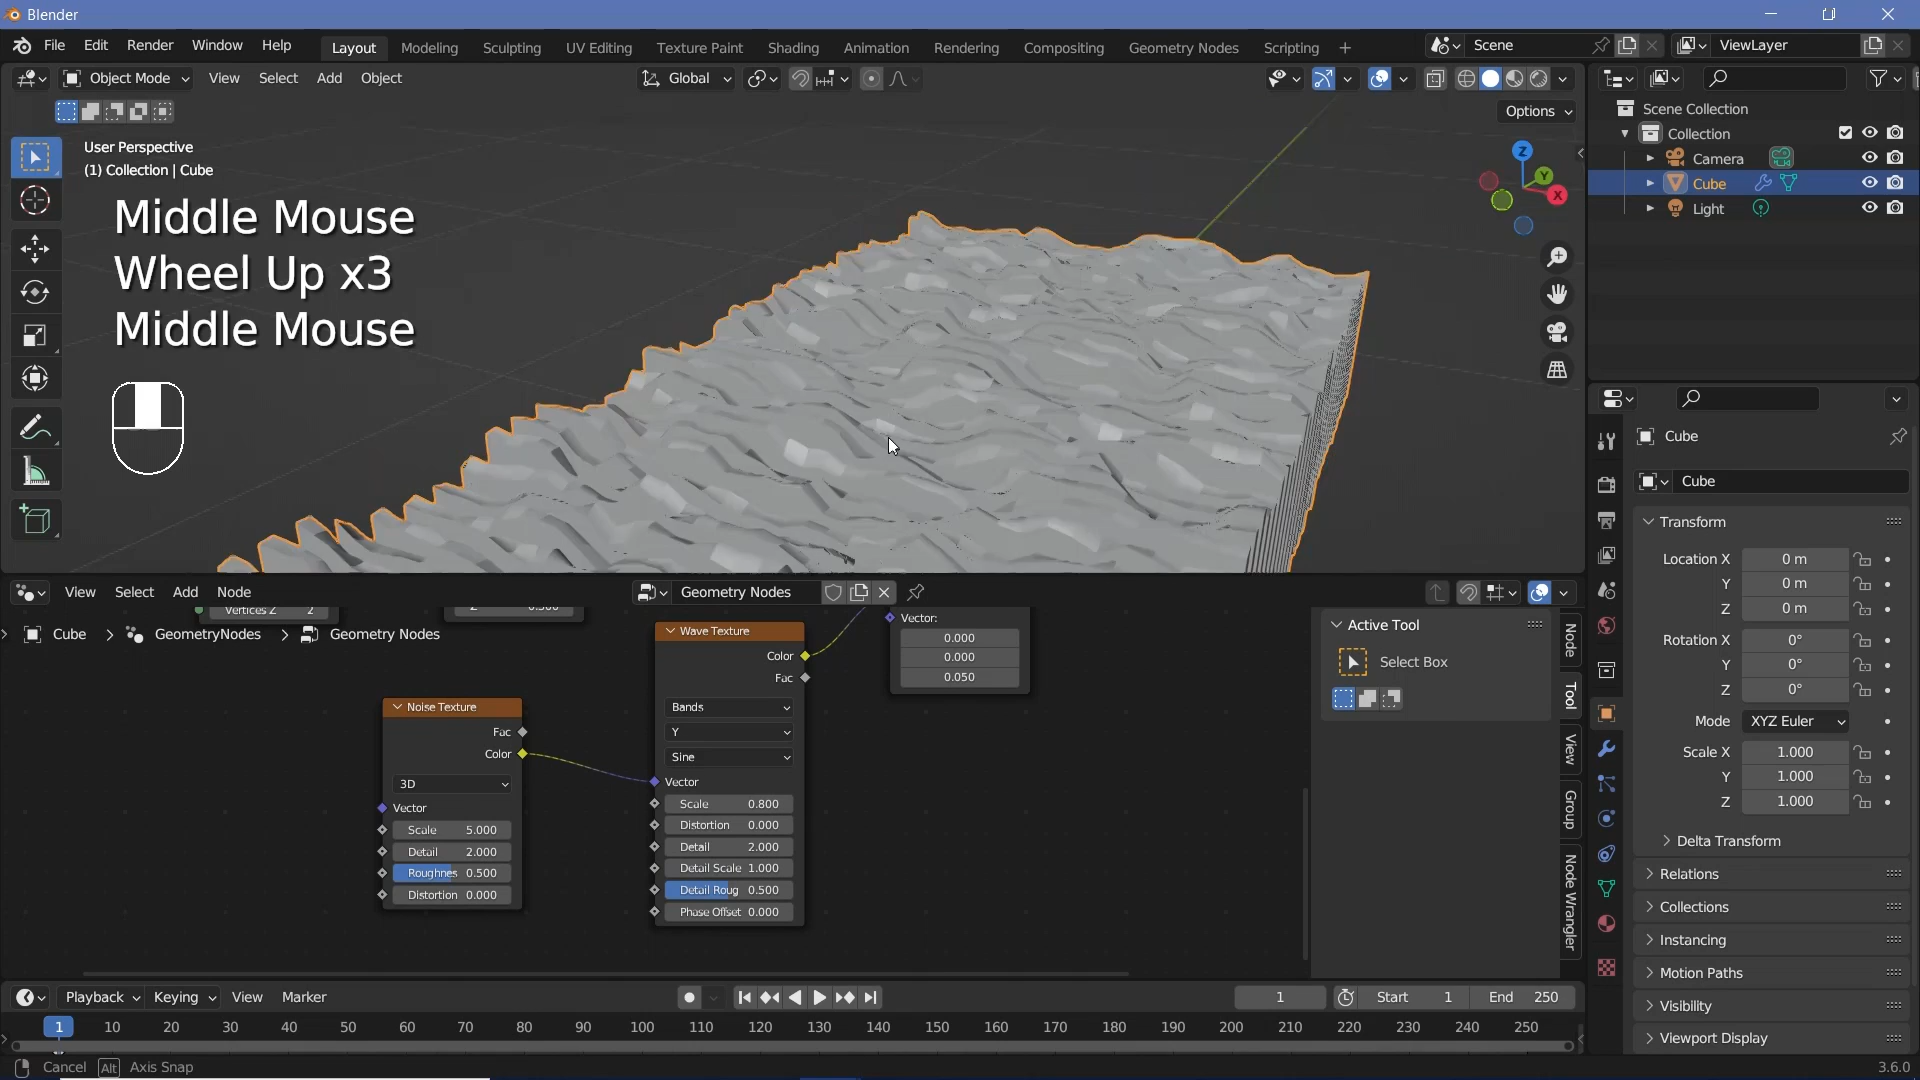 Blender
File Edit Render Window Help
Layout Modeling Sculpting UV Editing Texture Paint Shading Animation Rendering Compositing Geometry Nodes Scripting
Scene
ViewLayer
Object Mode View Select Add Object
Global
Options
User Perspective
(1) Collection | Cube
Middle Mouse
Wheel Up x3
Middle Mouse
Z
Y
X
Scene Collection
Collection
Camera
Cube
Light
Cube
Cube
Transform
Location X 0 m
Y 0 m
Z 0 m
Rotation X 0°
Y 0°
Z 0°
Mode XYZ Euler
Scale X 1.000
Y 1.000
Z 1.000
Delta Transform
Relations
Collections
Instancing
Motion Paths
Visibility
Viewport Display
View Select Add Node
Geometry Nodes
Vertices Z 2
Cube GeometryNodes Geometry Nodes
Noise Texture
Fac
Color
3D
Vector
Scale 5.000
Detail 2.000
Roughnes 0.500
Distortion 0.000
Wave Texture
Color
Fac
Bands
Y
Sine
Vector
Scale 0.800
Distortion 0.000
Detail 2.000
Detail Scale 1.000
Detail Roug 0.500
Phase Offset 0.000
Vector:
0.000
0.000
0.050
Active Tool
Select Box
Node
Tool
View
Group
Node Wrangler
Playback Keying View Marker
1
Start 1
End 250
1 10 20 30 40 50 60 70 80 90 100 110 120 130 140 150 160 170 180 190 200 210 220 230 240 250
Cancel Alt Axis Snap
3.6.0